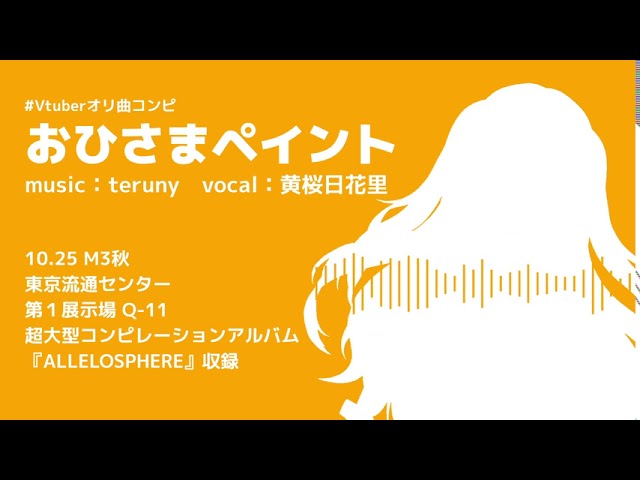 #Vtuberオリ曲コンピ
おひさまペイント
music：teruny　vocal：黄桜日花里
10.25 M3秋
東京流通センター
第１展示場 Q-11
超大型コンピレーションアルバム
『ALLELOSPHERE』収録